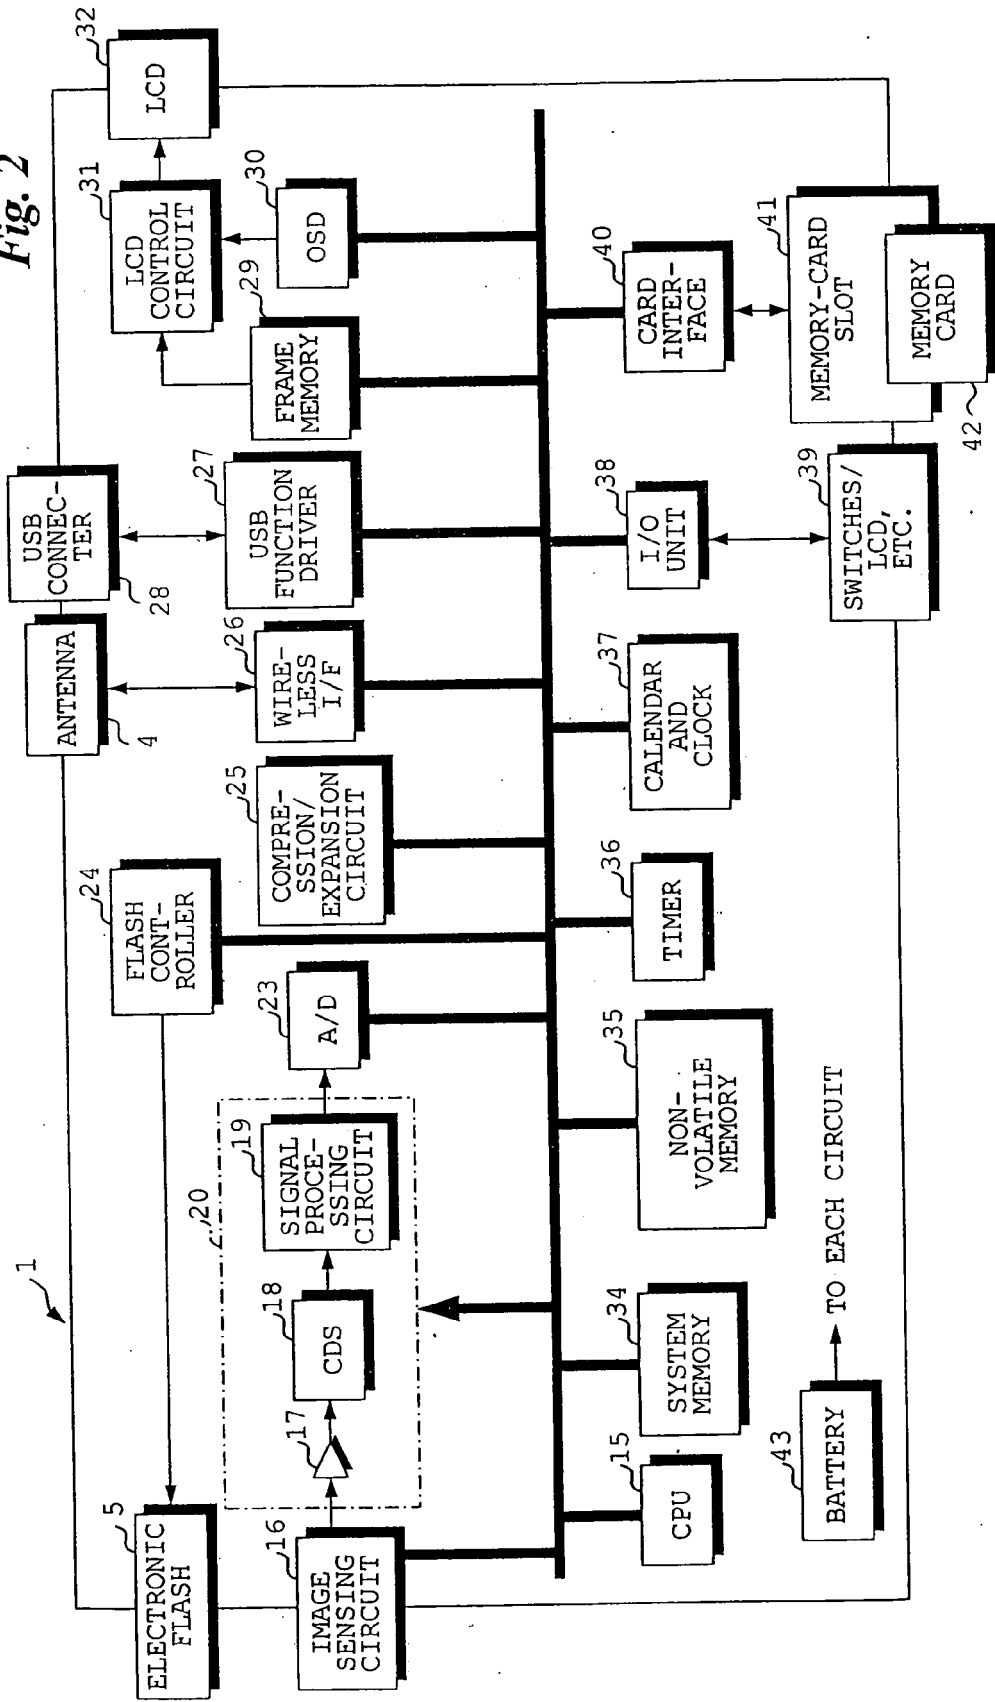 Fig. 2
1
5
ELECTRONIC
FLASH
24
FLASH
CONT-
ROLLER
4
ANTENNA
28
USB
CONNEC-
TER
31
LCD
CONTROL
CIRCUIT
32
LCD
16
IMAGE
SENSING
CIRCUIT
20
17
18
CDS
19
SIGNAL
PROCE-
SSING
CIRCUIT
23
A/D
25
COMPRE-
SSION/
EXPANSION
CIRCUIT
26
WIRE-
LESS
I/F
27
USB
FUNCTION
DRIVER
29
FRAME
MEMORY
30
OSD
15
CPU
34
SYSTEM
MEMORY
35
NON-
VOLATILE
MEMORY
36
TIMER
37
CALENDAR
AND
CLOCK
38
I/O
UNIT
40
CARD
INTER-
FACE
43
BATTERY
TO EACH CIRCUIT
39
SWITCHES/
LCD,
ETC.
41
MEMORY-CARD
SLOT
42
MEMORY
CARD